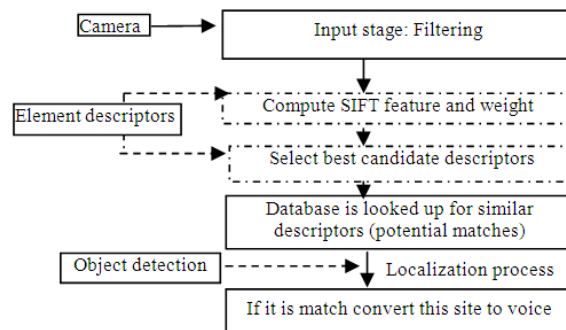 Camera
Input stage: Filtering
Compute SIFT feature and weight
Element descriptors
Select best candidate descriptors
Database is looked up for similar
descriptors (potential matches)
Object detection
Localization process
If it is match convert this site to voice